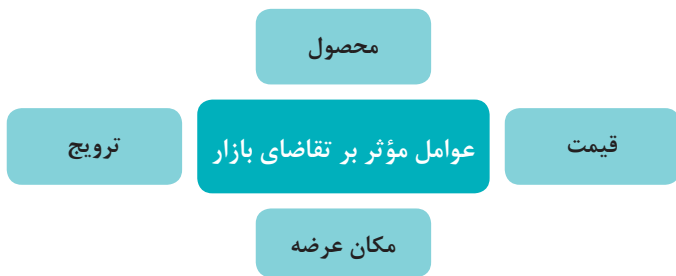 محصول
قیمت
عوامل مؤثر بر تقاضای بازار
ترویج
مکان عرضه